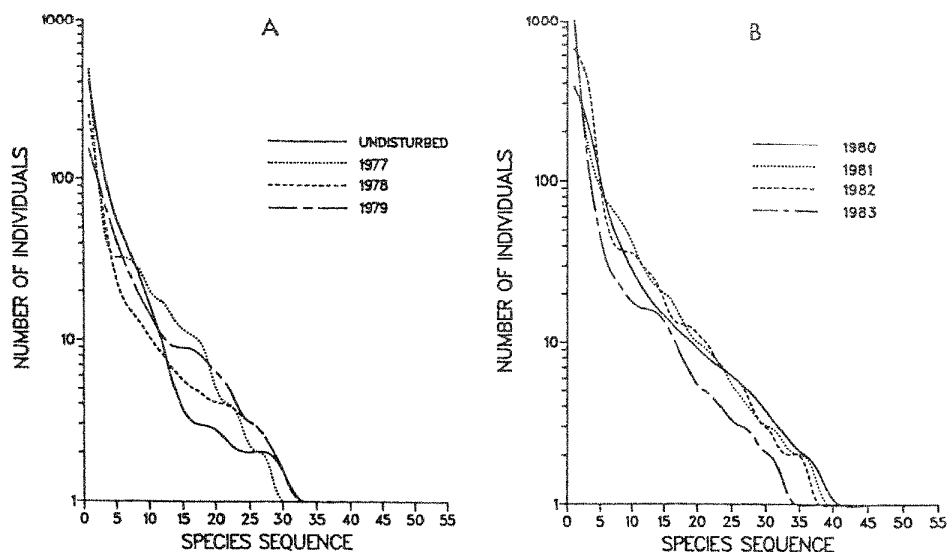 A
1000
100
10
1
NUMBER OF INDIVIDUALS
UNDISTURBED
1977
1978
1979
0 5 10 15 20 25 30 35 40 45 50 55
SPECIES SEQUENCE
B
1000
100
10
1
NUMBER OF INDIVIDUALS
1980
1981
1982
1983
0 5 10 15 20 25 30 35 40 45 50 55
SPECIES SEQUENCE